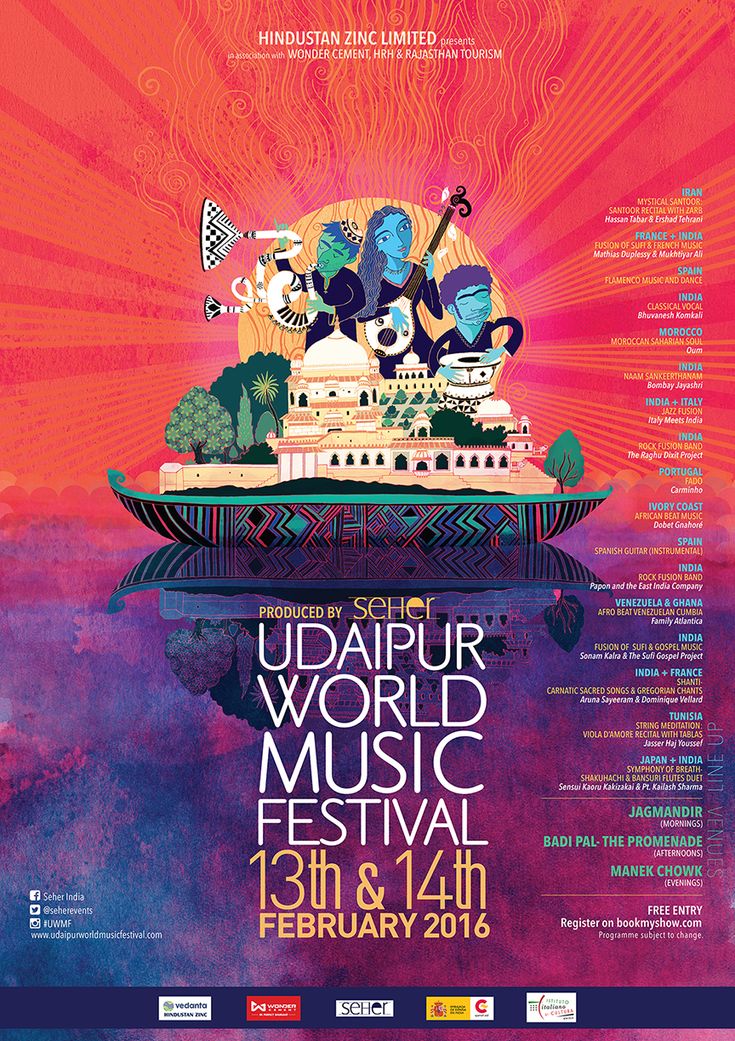 HINDUSTAN ZINC LIMITED presents
in association with WONDER CEMENT, HRH & RAJASTHAN TOURISM
IRAN
MYSTICAL SANTOOR:
SANTOOR RECITAL WITH ZARB
Hassan Tabar & Ershad Tehrani
FRANCE + INDIA
FUSION OF SUFI & FRENCH MUSIC
Mathias Duplessy & Mukhtiyar Ali
SPAIN
FLAMENCO MUSIC AND DANCE
INDIA
CLASSICAL VOCAL
Bhuvanesh Komkali
MOROCCO
MOROCCAN SAHARIAN SOUL
Oum
INDIA
NAAM SANKEERTHANAM
Bombay Jayashri
INDIA + ITALY
JAZZ FUSION
Italy Meets India
INDIA
ROCK FUSION BAND
The Raghu Dixit Project
PORTUGAL
FADO
Carminho
IVORY COAST
AFRICAN BEAT MUSIC
Dobet Gnahoré
SPAIN
SPANISH GUITAR (INSTRUMENTAL)
INDIA
ROCK FUSION BAND
Papon and the East India Company
VENEZUELA & GHANA
AFRO BEAT VENEZUELAN CUMBIA
Family Atlantica
INDIA
FUSION OF SUFI & GOSPEL MUSIC
Sonam Kalra & The Sufi Gospel Project
INDIA + FRANCE
SHANTI-
CARNATIC SACRED SONGS & GREGORIAN CHANTS
Aruna Sayeeram & Dominique Vellard
TUNISIA
STRING MEDITATION:
VIOLA D'AMORE RECITAL WITH TABLAS
Jasser Haj Youssef
JAPAN + INDIA
SYMPHONY OF BREATH-
SHAKUHACHI & BANSURI FLUTES DUET
Sensui Kaoru Kakizakai & Pt. Kailash Sharma
LINE UP
PRODUCED BY seHer
UDAIPUR
WORLD
MUSIC
FESTIVAL
13th & 14th
FEBRUARY 2016
JAGMANDIR
(MORNINGS)
BADI PAL- THE PROMENADE
(AFTERNOONS)
MANEK CHOWK
(EVENINGS)
VENUES
FREE ENTRY
Register on bookmyshow.com
Programme subject to change.
Seher India
@seherevents
#UWMF
www.udaipurworldmusicfestival.com
vedanta
HINDUSTAN ZINC
WONDER
CEMENT
seHer
EMBAJADA
DE ESPAÑA
EN INDIA
ISTITUTO
italiano
di CULTURA